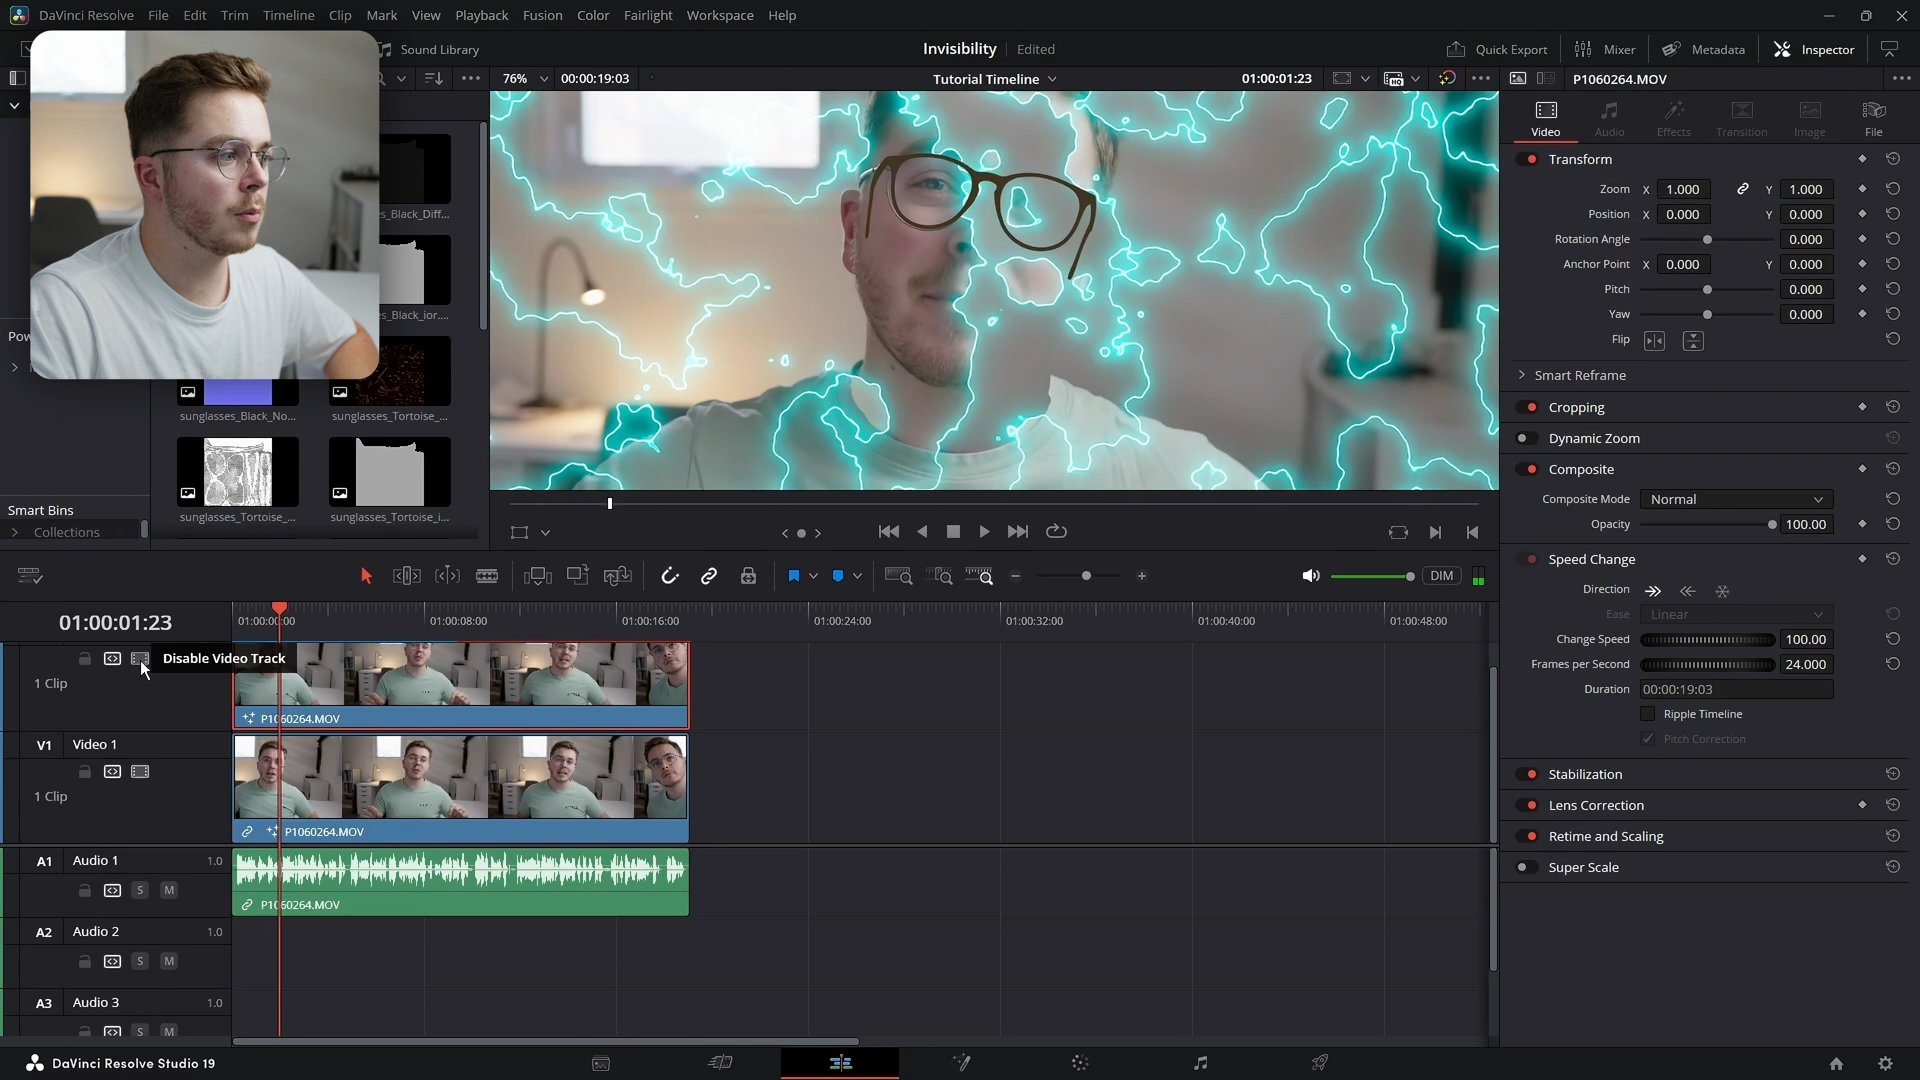 DaVinci Resolve File Edit Trim Timeline Clip Mark View Playback Fusion Color Fairlight Workspace Help
Sound Library
Invisibility Edited
Quick Export Mixer Metadata Inspector
76% 00:00:19:03
Tutorial Timeline 01:00:01:23
P1060264.MOV
s_Black_Diff...
s_Black_ior....
Pow
sunglasses_Black_No...
sunglasses_Tortoise_...
sunglasses_Tortoise_...
sunglasses_Tortoise_i...
Smart Bins
Collections
Video Audio Effects Transition Image File
Transform
Zoom X 1.000 Y 1.000
Position X 0.000 Y 0.000
Rotation Angle 0.000
Anchor Point X 0.000 Y 0.000
Pitch 0.000
Yaw 0.000
Flip
Smart Reframe
Cropping
Dynamic Zoom
Composite
Composite Mode Normal
Opacity 100.00
Speed Change
Direction
Ease Linear
Change Speed 100.00
Frames per Second 24.000
Duration 00:00:19:03
Ripple Timeline
Pitch Correction
Stabilization
Lens Correction
Retime and Scaling
Super Scale
DIM
01:00:01:23
01:00:00:00 01:00:08:00 01:00:16:00 01:00:24:00 01:00:32:00 01:00:40:00 01:00:48:00
Disable Video Track
1 Clip
P1060264.MOV
V1 Video 1
1 Clip
P1060264.MOV
A1 Audio 1 1.0
S M
P1060264.MOV
A2 Audio 2 1.0
S M
A3 Audio 3 1.0
S M
DaVinci Resolve Studio 19